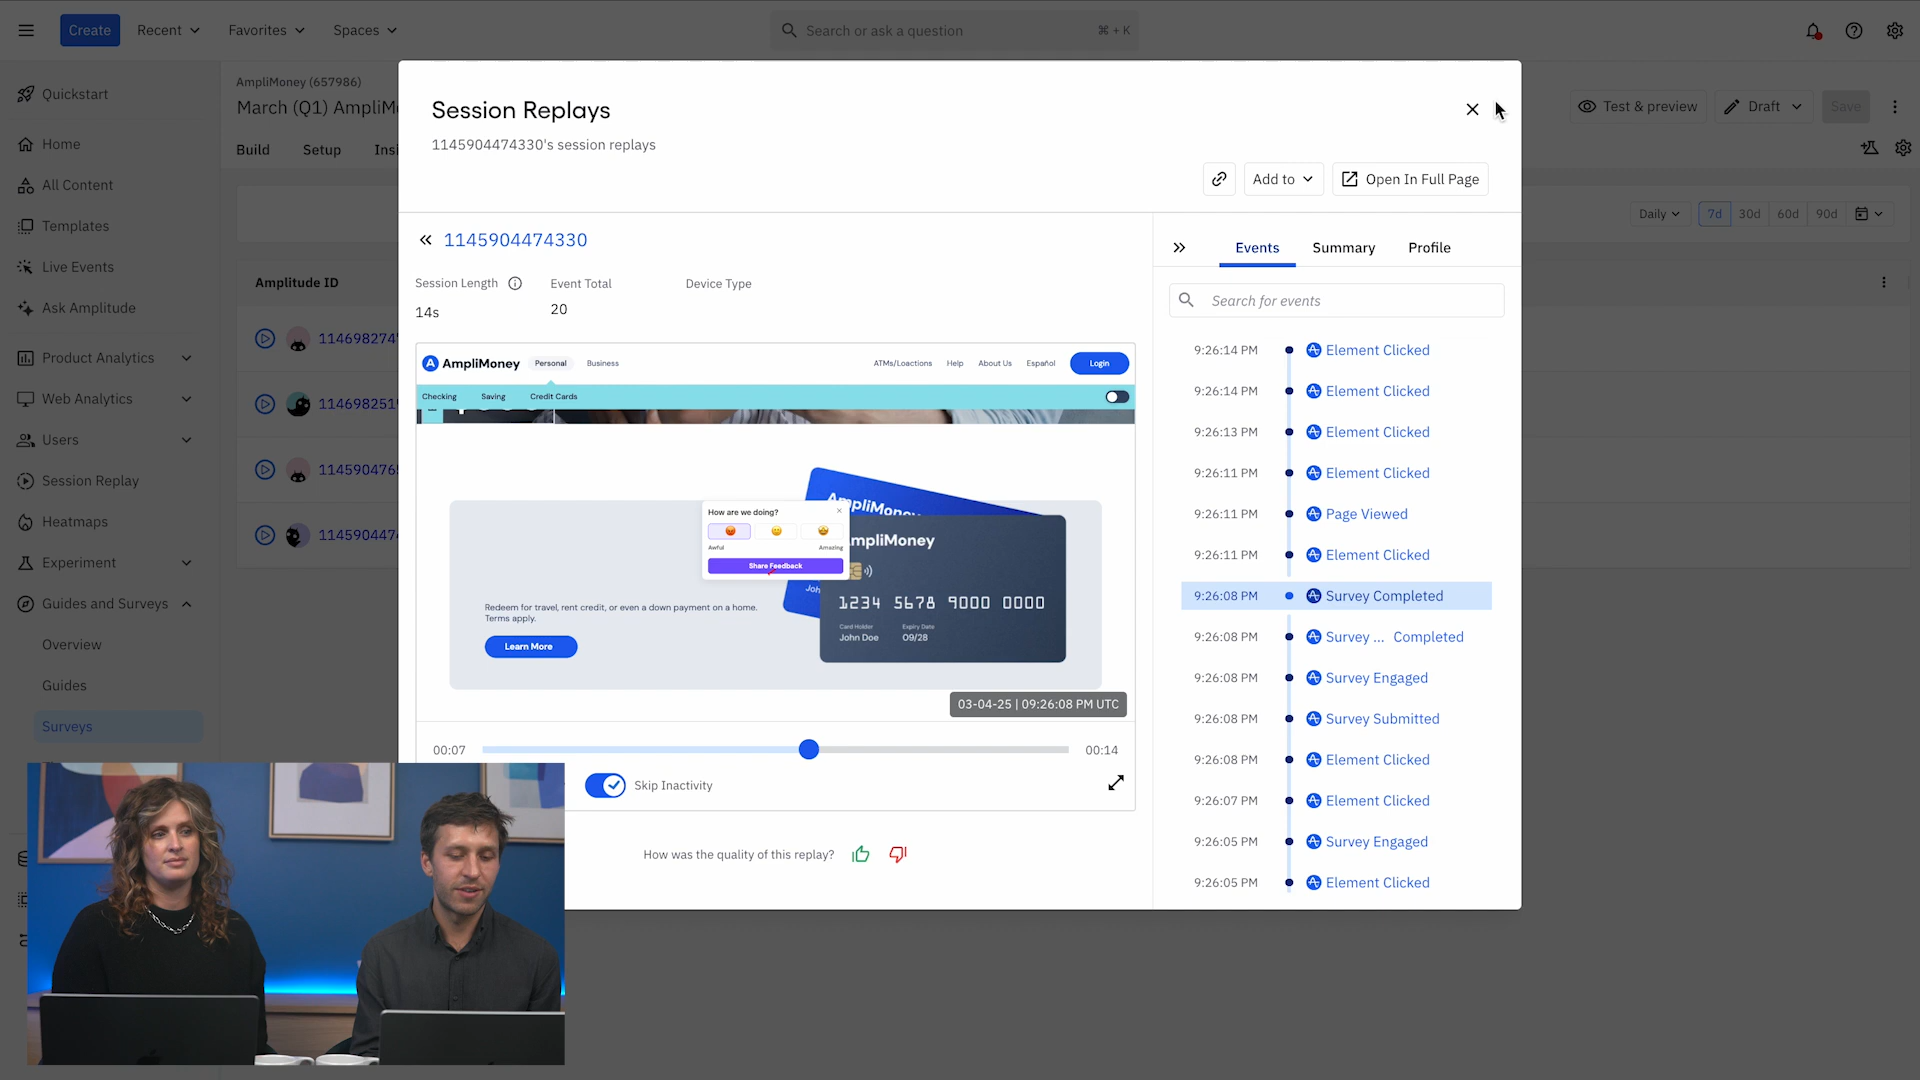 Create
Recent
Favorites
Spaces
Search or ask a question
⌘ + K
Quickstart
Home
All Content
Templates
Live Events
Ask Amplitude
Product Analytics
Web Analytics
Users
Session Replay
Heatmaps
Experiment
Guides and Surveys
Overview
Guides
Surveys
AmpliMoney (657986)
March (Q1) AmpliM
Build
Setup
Insi
Test & preview
Draft
Save
Daily
7d
30d
60d
90d
Amplitude ID
Session Replays
1145904474330's session replays
Add to
Open In Full Page
1145904474330
Session Length
Event Total
Device Type
14s
20
AmpliMoney
Personal
Business
ATMs/Loactions
Help
About Us
Español
Login
Checking
Saving
Credit Cards
How are we doing?
Awful
Amazing
Share Feedback
AmpliMoney
1234 5678 9000 0000
Card Holder
Expiry Date
John Doe
09/28
Redeem for travel, rent credit, or even a down payment on a home.
Terms apply.
Learn More
03-04-25 | 09:26:08 PM UTC
00:07
00:14
Skip Inactivity
How was the quality of this replay?
Events
Summary
Profile
Search for events
9:26:14 PM Element Clicked
9:26:14 PM Element Clicked
9:26:13 PM Element Clicked
9:26:11 PM Element Clicked
9:26:11 PM Page Viewed
9:26:11 PM Element Clicked
9:26:08 PM Survey Completed
9:26:08 PM Survey ... Completed
9:26:08 PM Survey Engaged
9:26:08 PM Survey Submitted
9:26:08 PM Element Clicked
9:26:07 PM Element Clicked
9:26:05 PM Survey Engaged
9:26:05 PM Element Clicked